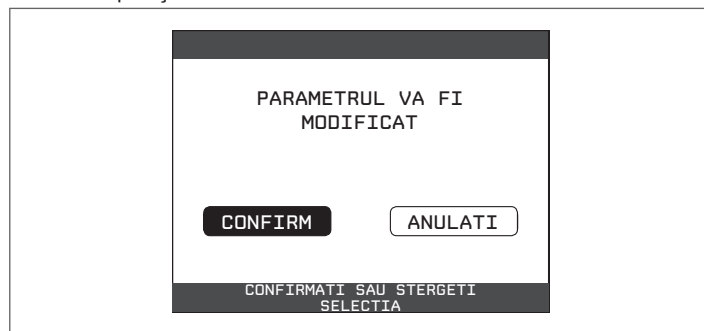 PARAMETRUL VA FI
MODIFICAT
CONFIRM
ANULATI
CONFIRMATI SAU STERGETI
SELECTIA